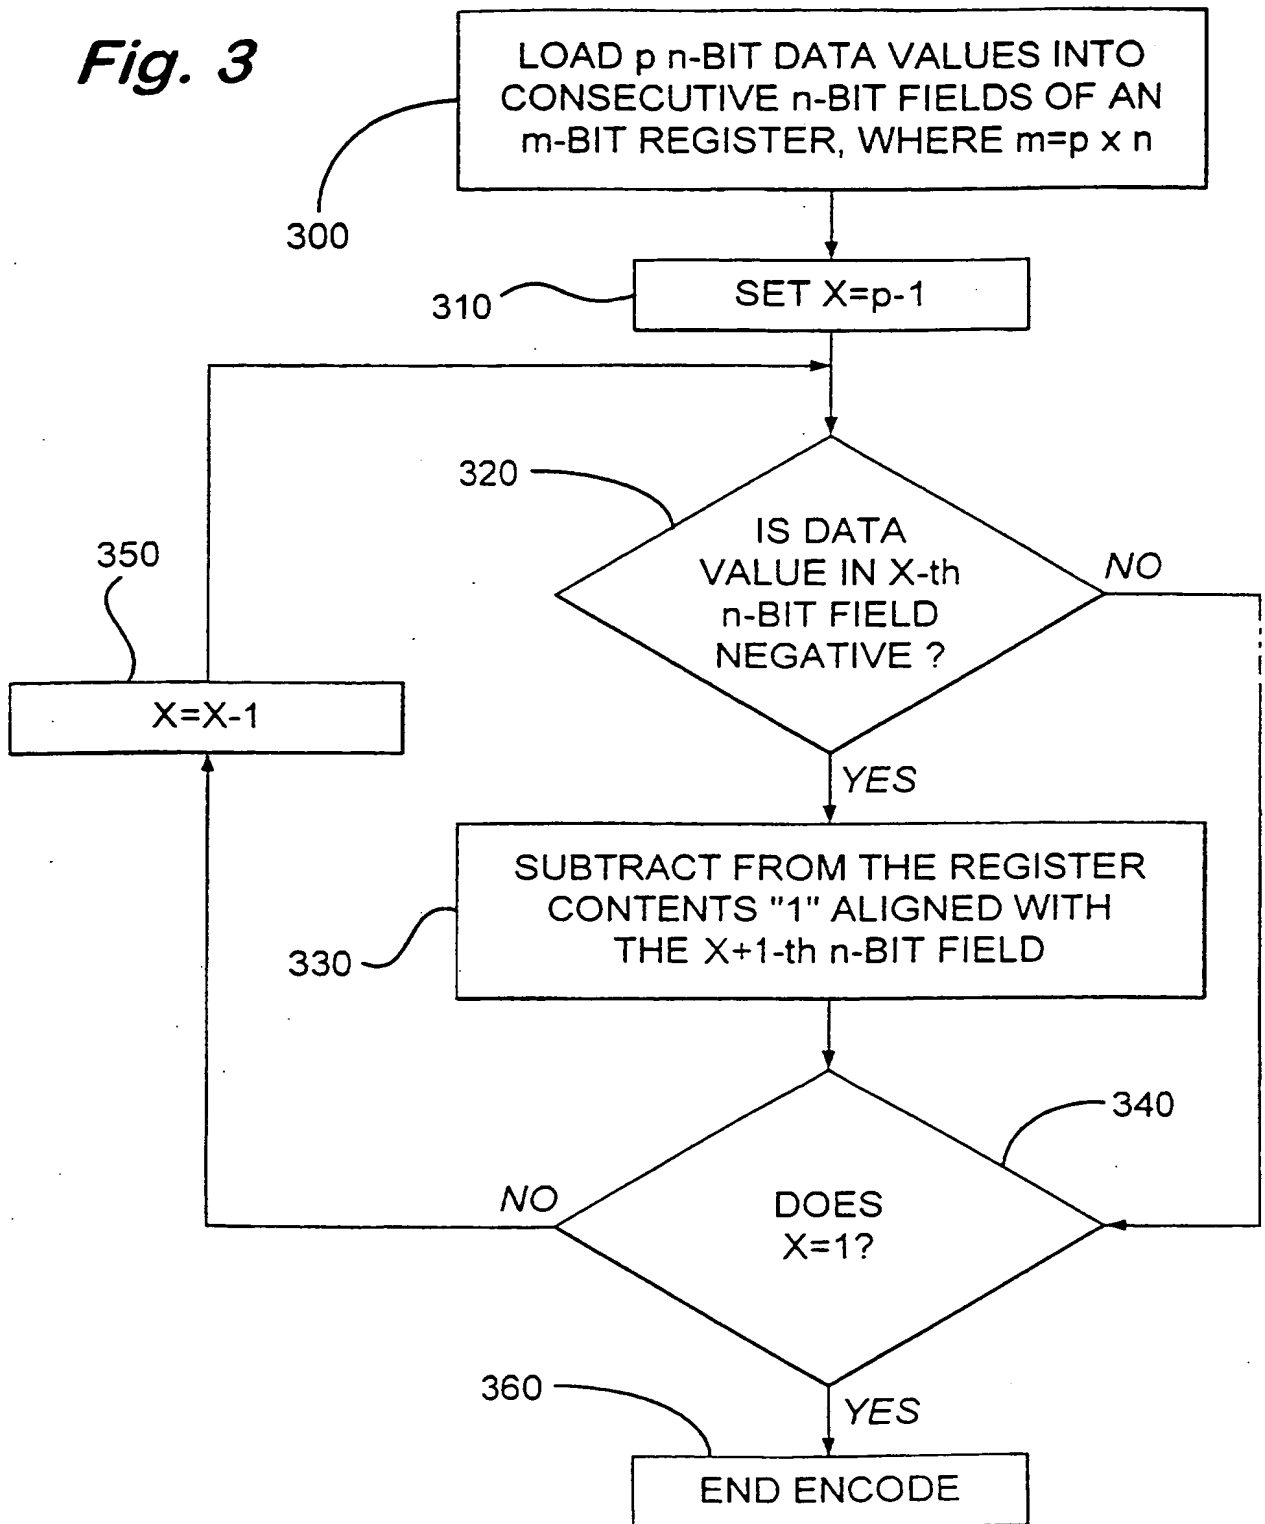 Fig. 3
LOAD p n-BIT DATA VALUES INTO
CONSECUTIVE n-BIT FIELDS OF AN
m-BIT REGISTER, WHERE m=p x n
300
SET X=p-1
310
320
IS DATA
VALUE IN X-th
n-BIT FIELD
NEGATIVE ?
NO
350
X=X-1
YES
SUBTRACT FROM THE REGISTER
CONTENTS "1" ALIGNED WITH
THE X+1-th n-BIT FIELD
330
340
NO
DOES
X=1?
360
YES
END ENCODE